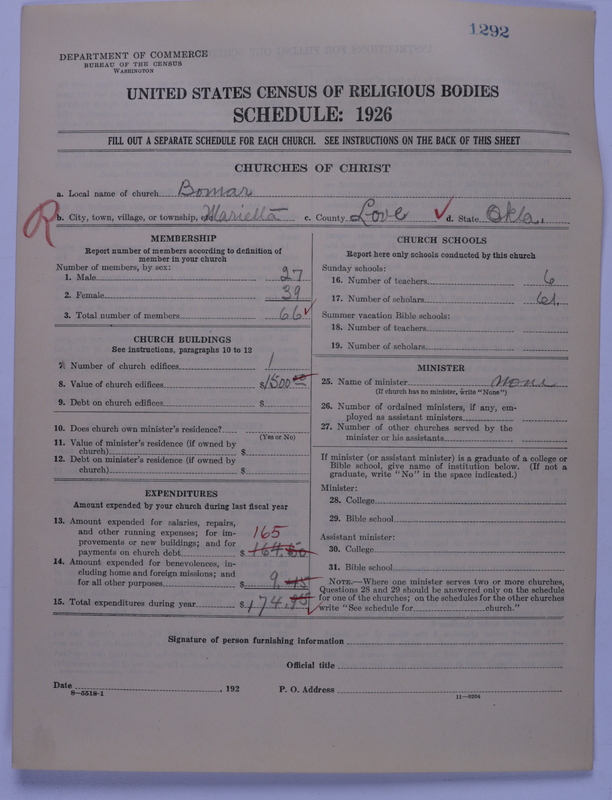 1292
DEPARTMENT OF COMMERCE
BUREAU OF THE CENSUS
WASHINGTON
UNITED STATES CENSUS OF RELIGIOUS BODIES
SCHEDULE: 1926
FILL OUT A SEPARATE SCHEDULE FOR EACH CHURCH. SEE INSTRUCTIONS ON THE BACK OF THIS SHEET
CHURCHES OF CHRIST
a. Local name of church Bomar
R b. City, town, village, or township, Marietta c. County Love d. State Okla.
MEMBERSHIP
Report number of members according to definition of
member in your church
Number of members, by sex:
1. Male 27
2. Female 39
3. Total number of members 66
CHURCH BUILDINGS
See instructions, paragraphs 10 to 12
7. Number of church edifices 1
8. Value of church edifices $1500 00
9. Debt on church edifices $
10. Does church own minister's residence?
(Yes or No)
11. Value of minister's residence (if owned by
church) $
12. Debt on minister's residence (if owned by
church) $
EXPENDITURES
Amount expended by your church during last fiscal year
13. Amount expended for salaries, repairs,
and other running expenses; for im-
provements or new buildings; and for 165
payments on church debt $ 164.50
14. Amount expended for benevolences, in-
cluding home and foreign missions; and
for all other purposes 9.45
15. Total expenditures during year $174.95
CHURCH SCHOOLS
Report here only schools conducted by this church
Sunday schools:
16. Number of teachers 6
17. Number of scholars 61.
Summer vacation Bible schools:
18. Number of teachers
19. Number of scholars
MINISTER
25. Name of minister none
(If church has no minister, write "None")
26. Number of ordained ministers, if any, em-
ployed as assistant ministers
27. Number of other churches served by the
minister or his assistants
If minister (or assistant minister) is a graduate of a college or
Bible school, give name of institution below. (If not a
graduate, write "No" in the space indicated.)
Minister:
28. College
29. Bible school
Assistant minister:
30. College
31. Bible school
NOTE.—Where one minister serves two or more churches,
Questions 28 and 29 should be answered only on the schedule
for one of the churches; on the schedules for the other churches
write "See schedule for church."
Signature of person furnishing information
Official title
Date , 192 P. O. Address
8—5518-1 11—9204